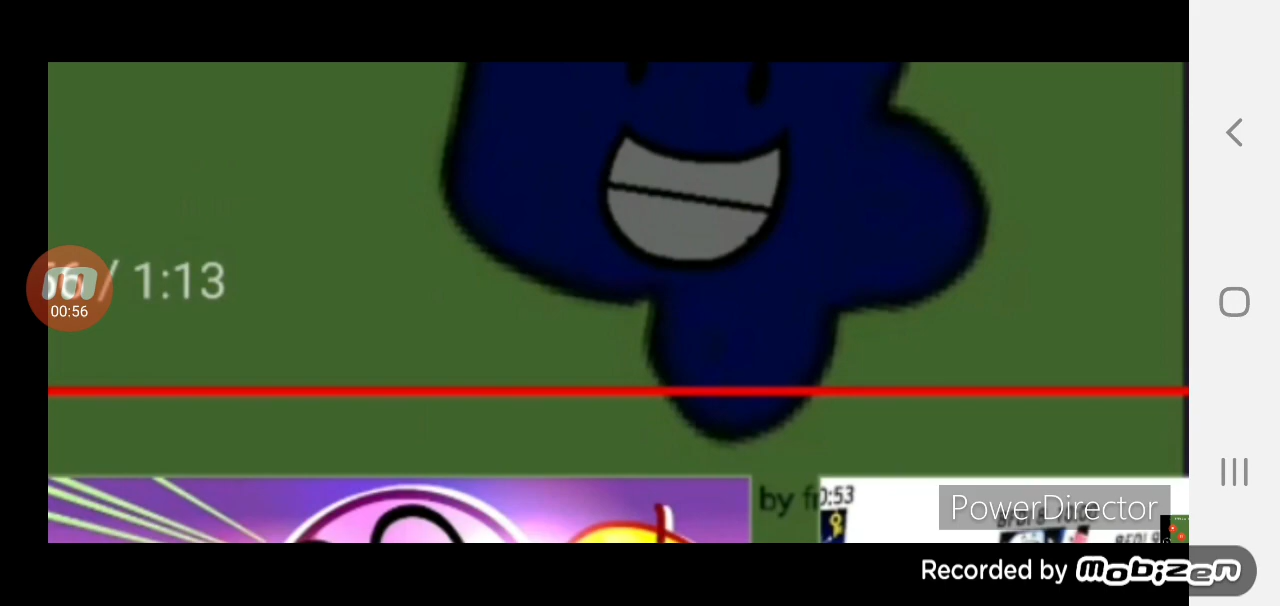 / 1:13
00:56
by f
0:53
PowerDirector
Recorded by mobizen